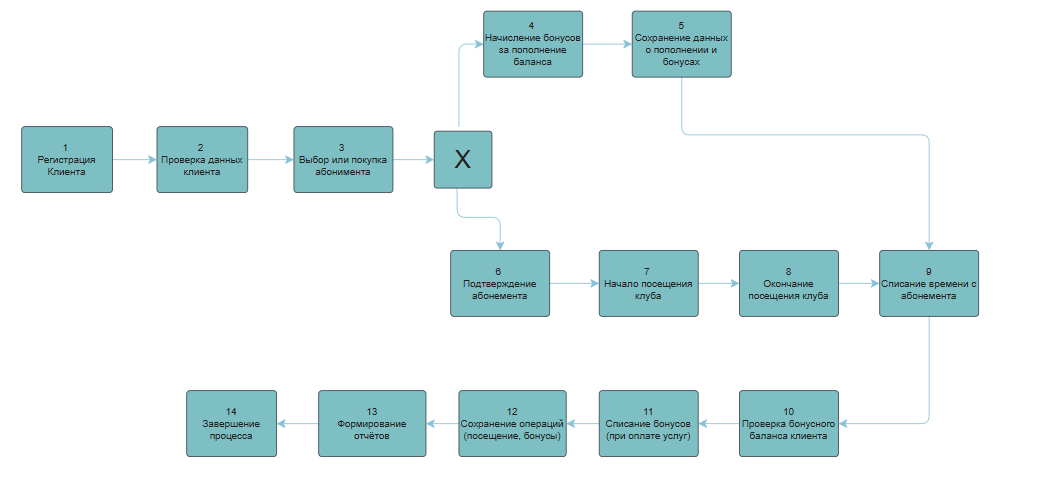 4
Начисление бонусов
за пополнение
баланса
5
Сохранение данных
о пополнении и
бонусах
1
Регистрация
Клиента
2
Проверка данных
клиента
3
Выбор или покупка
абонимента
X
6
Подтверждение
абонемента
7
Начало посещения
клуба
8
Окончание
посещения клуба
9
Списание времени с
абонемента
14
Завершение
процесса
13
Формирование
отчётов
12
Сохранение операций
(посещение, бонусы)
11
Списание бонусов
(при оплате услуг)
10
Проверка бонусного
баланса клиента